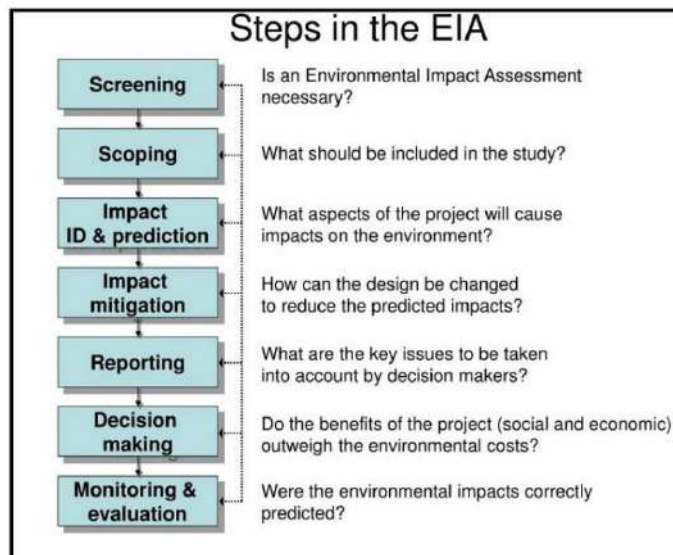 Steps in the EIA
Screening
Is an Environmental Impact Assessment
necessary?
Scoping
What should be included in the study?
Impact
ID & prediction
What aspects of the project will cause
impacts on the environment?
Impact
mitigation
How can the design be changed
to reduce the predicted impacts?
Reporting
What are the key issues to be taken
into account by decision makers?
Decision
making
Do the benefits of the project (social and economic)
outweigh the environmental costs?
Monitoring &
evaluation
Were the environmental impacts correctly
predicted?